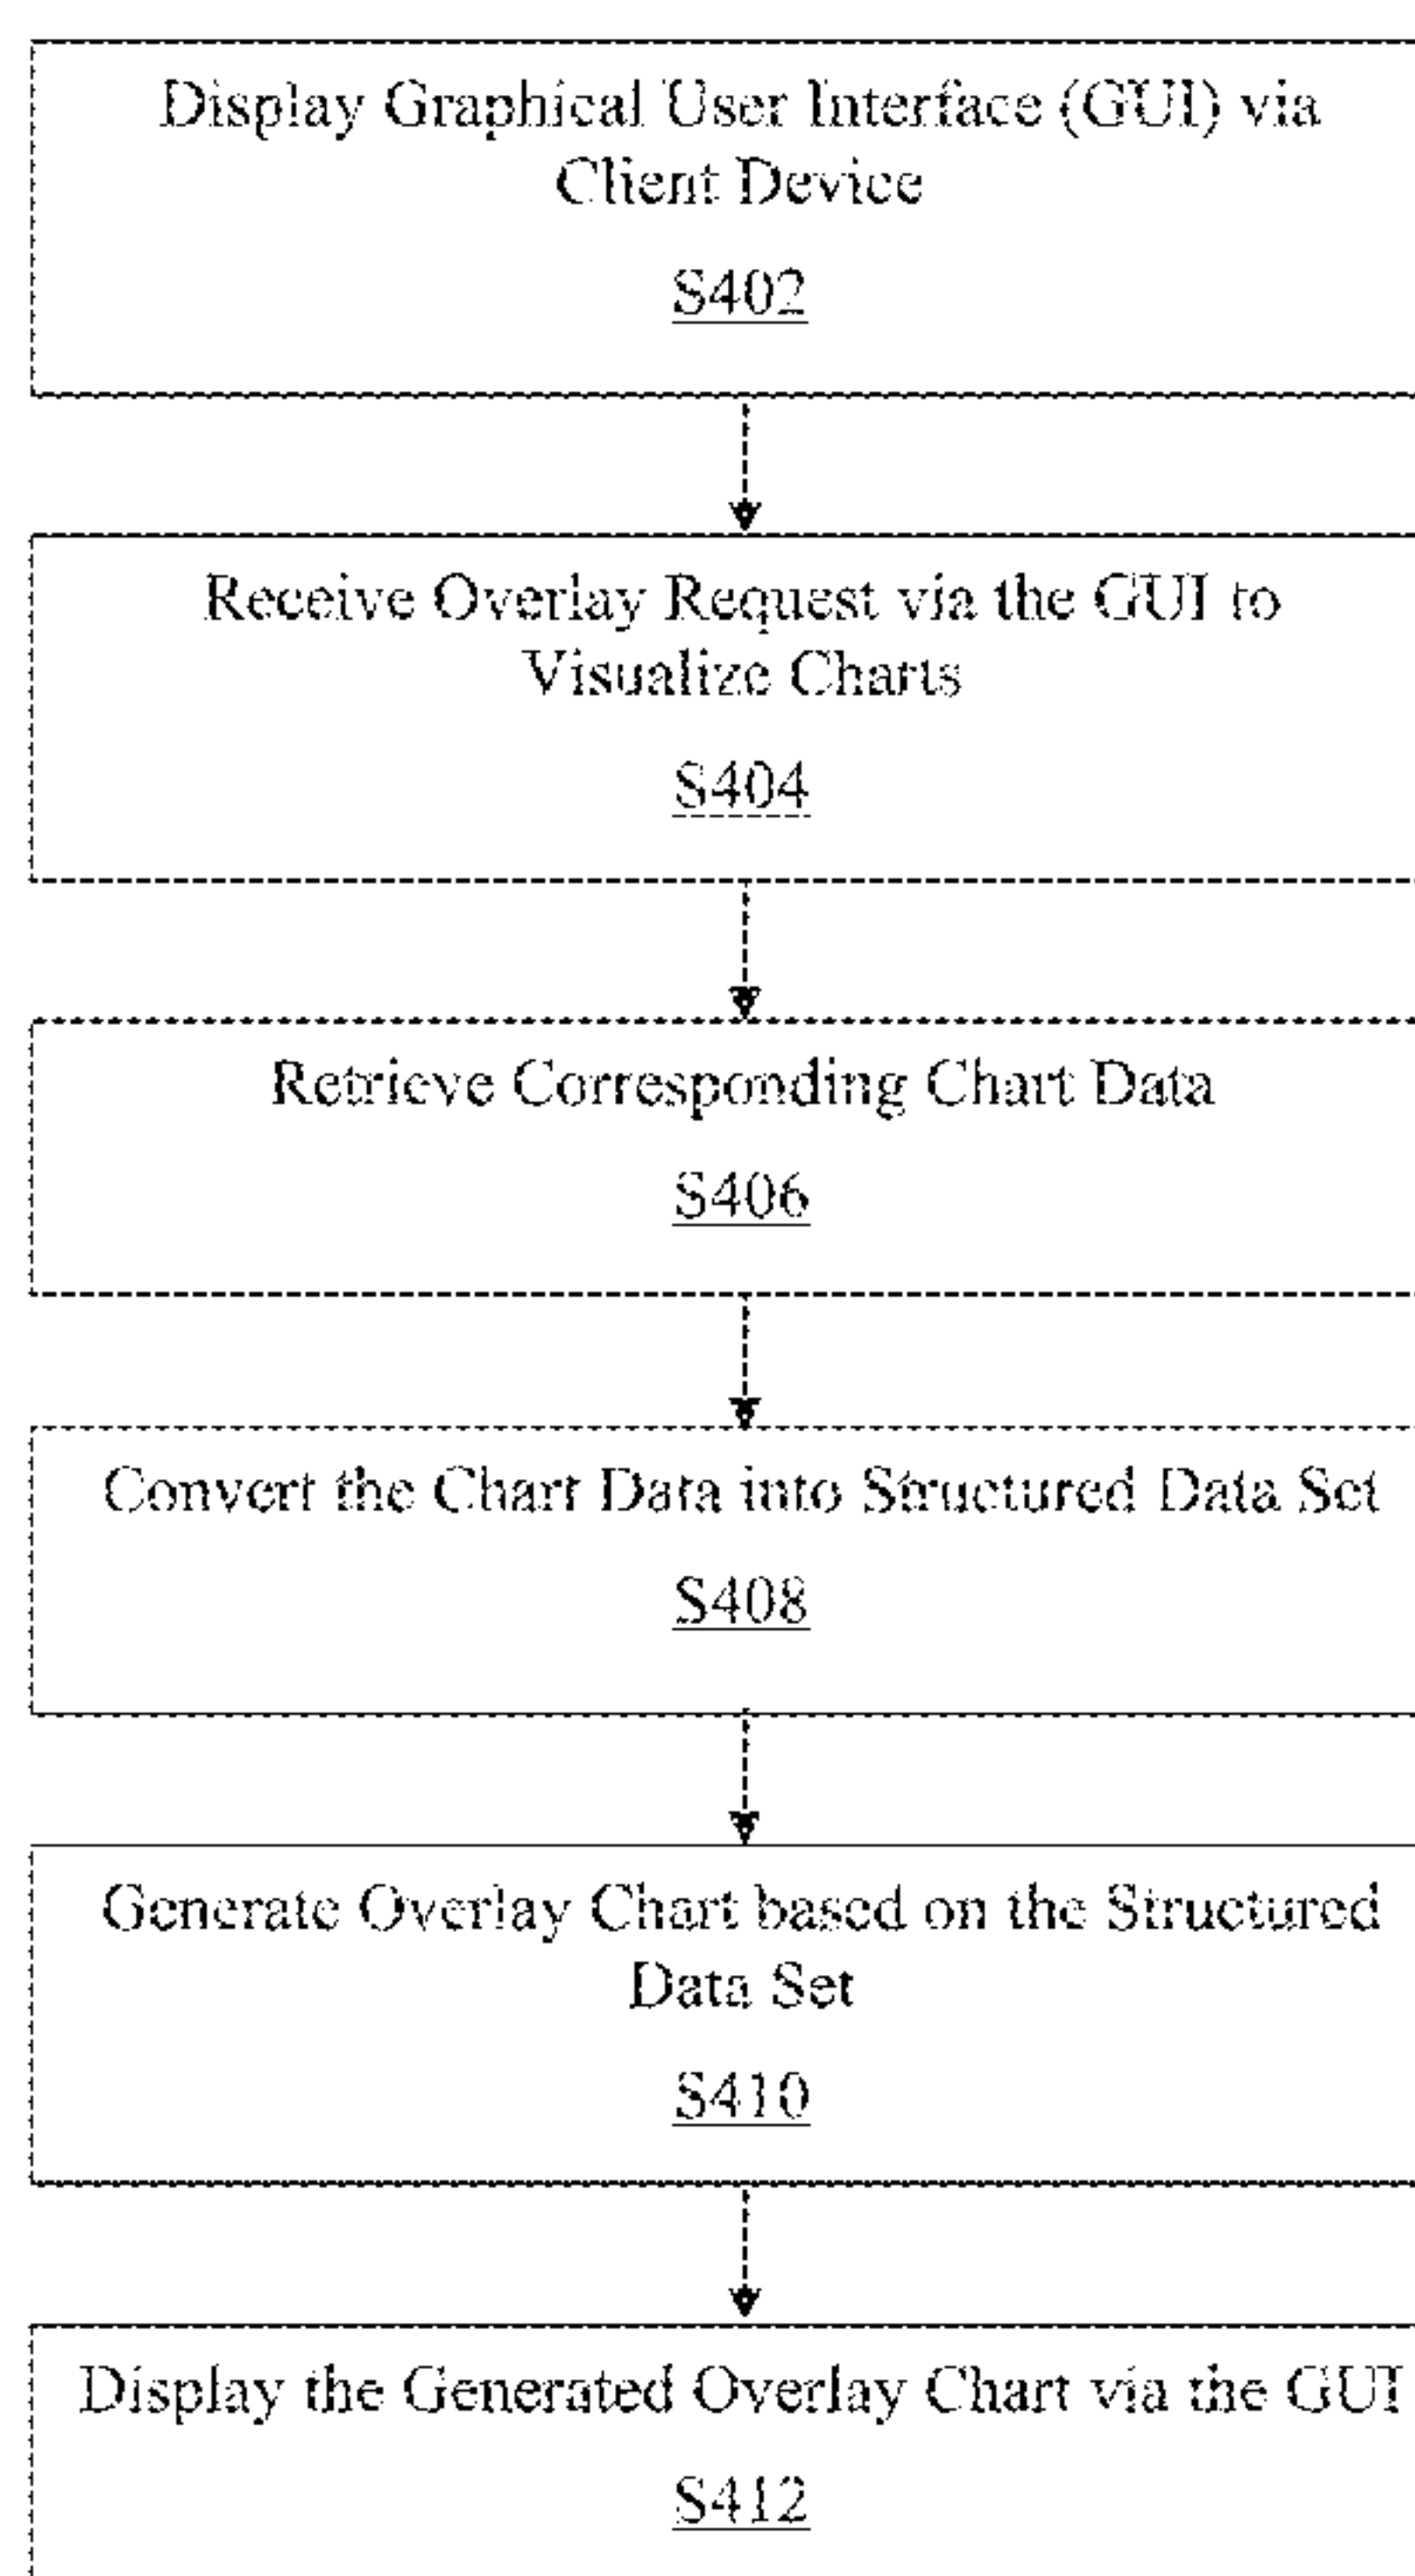 Display Graphical User Interface (GUI) via
Client Device
S402
Receive Overlay Request via the GUI to
Visualize Charts
S404
Retrieve Corresponding Chart Data
S406
Convert the Chart Data into Structured Data Set
S408
Generate Overlay Chart based on the Structured
Data Set
S410
Display the Generated Overlay Chart via the GUI
S412